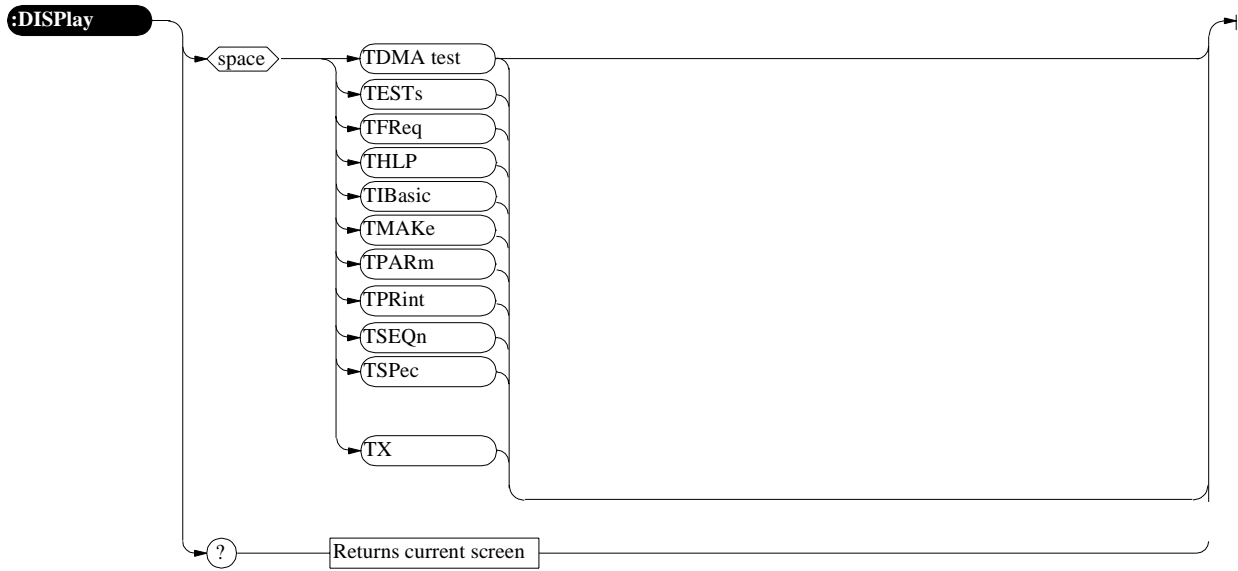 :DISPlay
space
TDMA test
TESTs
TFReq
THLP
TIBasic
TMAKe
TPARm
TPRint
TSEQn
TSPec
TX
?
Returns current screen